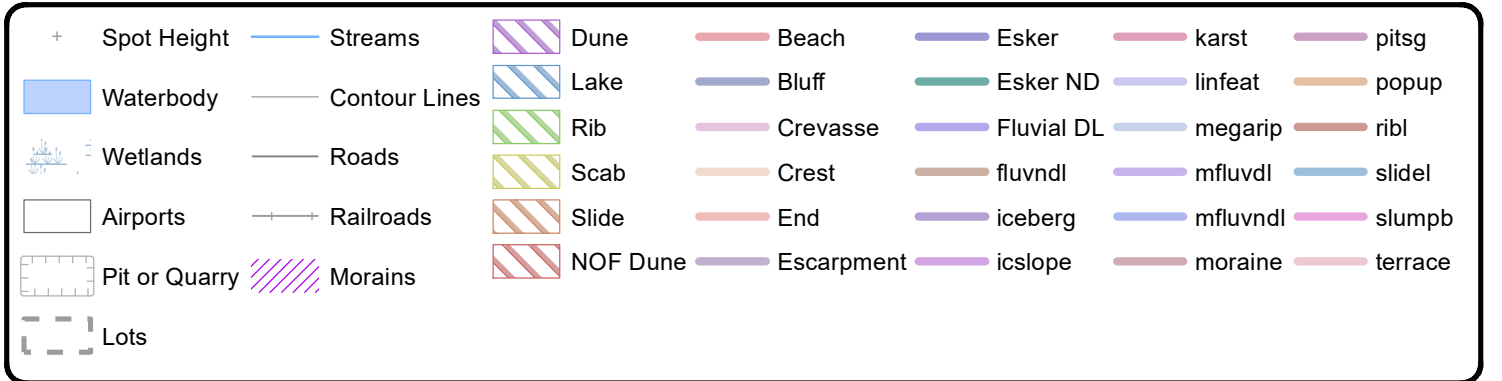 Spot Height
Waterbody
Wetlands
Airports
Pit or Quarry
Lots
Streams
Contour Lines
Roads
Railroads
Morains
Dune
Lake
Rib
Scab
Slide
NOF Dune
Beach
Bluff
Crevasse
Crest
End
Escarpment
Esker
Esker ND
Fluvial DL
fluvndl
iceberg
icslope
karst
linfeat
megarip
mfluvdl
mfluvndl
moraine
pitsg
popup
ribl
slidel
slumpb
terrace